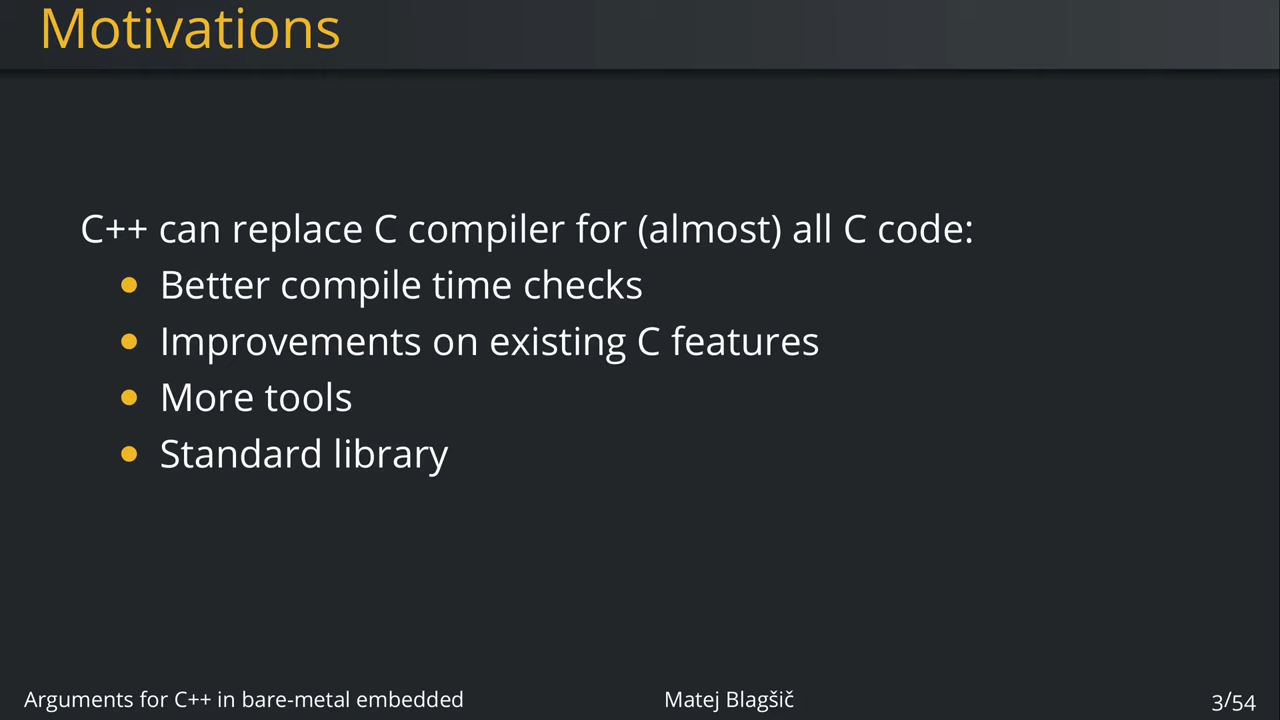 Motivations
C++ can replace C compiler for (almost) all C code:
Better compile time checks
Improvements on existing C features
More tools
Standard library
Arguments for C++ in bare-metal embedded
Matej Blagšič
3/54